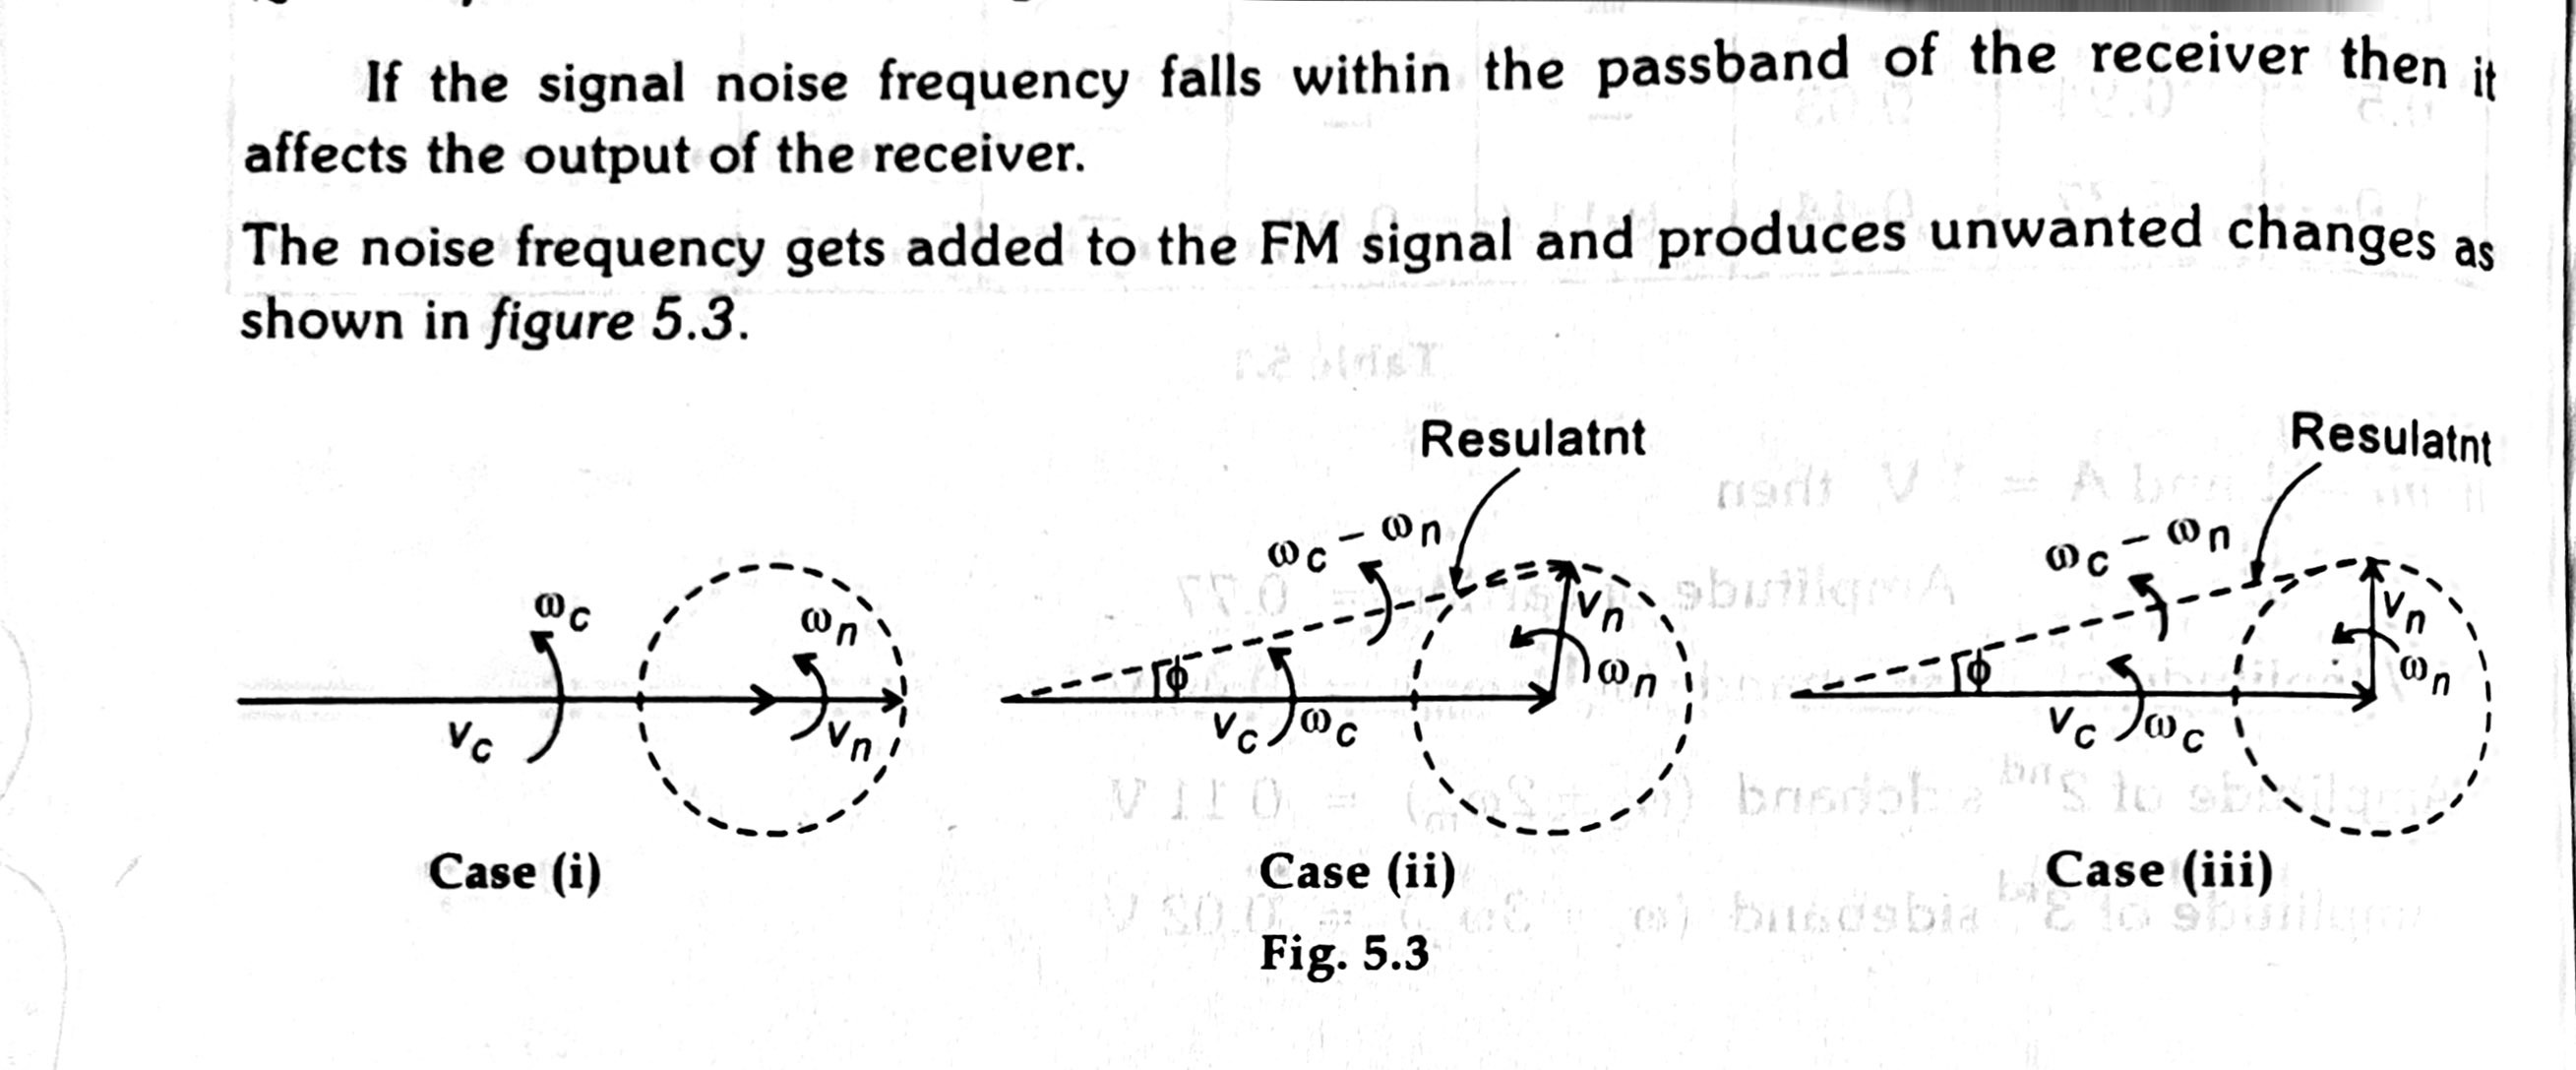 If the signal noise frequency falls within the passband of the receiver then it
affects the output of the receiver.
The noise frequency gets added to the FM signal and produces unwanted changes as
shown in figure 5.3.
Resulatnt
Resulatnt
ωc – ωn
ωc – ωn
ωc
ωn
vn
ωn
vn
ωn
ϕ
ϕ
vc
vn
vc
ωc
vc
ωc
Case (i)
Case (ii)
Case (iii)
Fig. 5.3